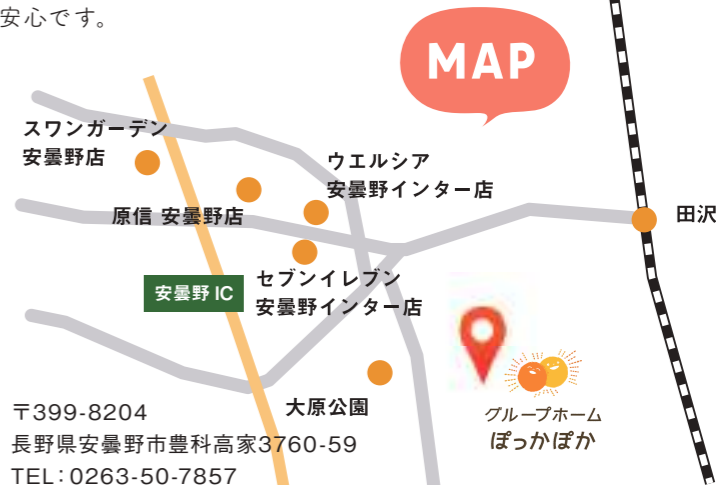 安心です。
MAP
スワンガーデン
安曇野店
ウエルシア
安曇野インター店
原信 安曇野店
田沢
安曇野 IC
セブンイレブン
安曇野インター店
大原公園
グループホーム
ぽっかぽか
〒399-8204
長野県安曇野市豊科高家3760-59
TEL：0263-50-7857